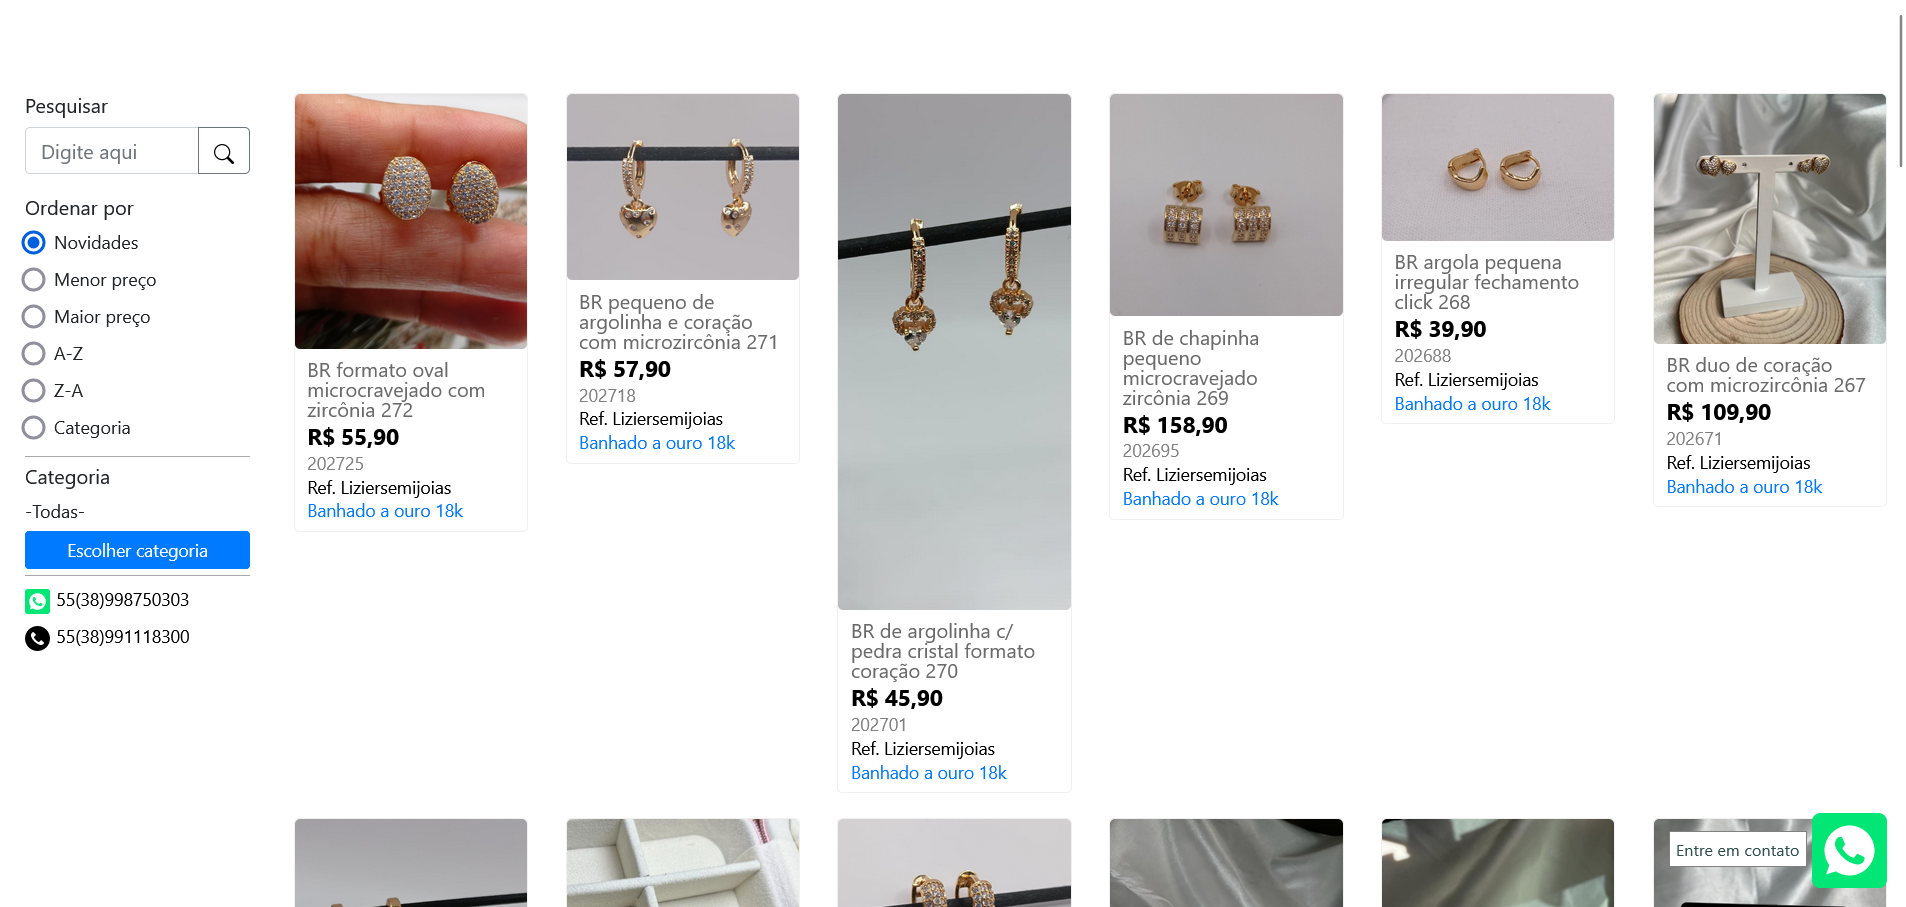 Pesquisar
Digite aqui
Ordenar por
Novidades
Menor preço
Maior preço
A-Z
Z-A
Categoria
Categoria
-Todas-
Escolher categoria
55(38)998750303
55(38)991118300
BR formato oval
microcravejado com
zircônia 272
R$ 55,90
202725
Ref. Liziersemijoias
Banhado a ouro 18k
BR pequeno de
argolinha e coração
com microzircônia 271
R$ 57,90
202718
Ref. Liziersemijoias
Banhado a ouro 18k
BR de argolinha c/
pedra cristal formato
coração 270
R$ 45,90
202701
Ref. Liziersemijoias
Banhado a ouro 18k
BR de chapinha
pequeno
microcravejado
zircônia 269
R$ 158,90
202695
Ref. Liziersemijoias
Banhado a ouro 18k
BR argola pequena
irregular fechamento
click 268
R$ 39,90
202688
Ref. Liziersemijoias
Banhado a ouro 18k
BR duo de coração
com microzircônia 267
R$ 109,90
202671
Ref. Liziersemijoias
Banhado a ouro 18k
Entre em contato